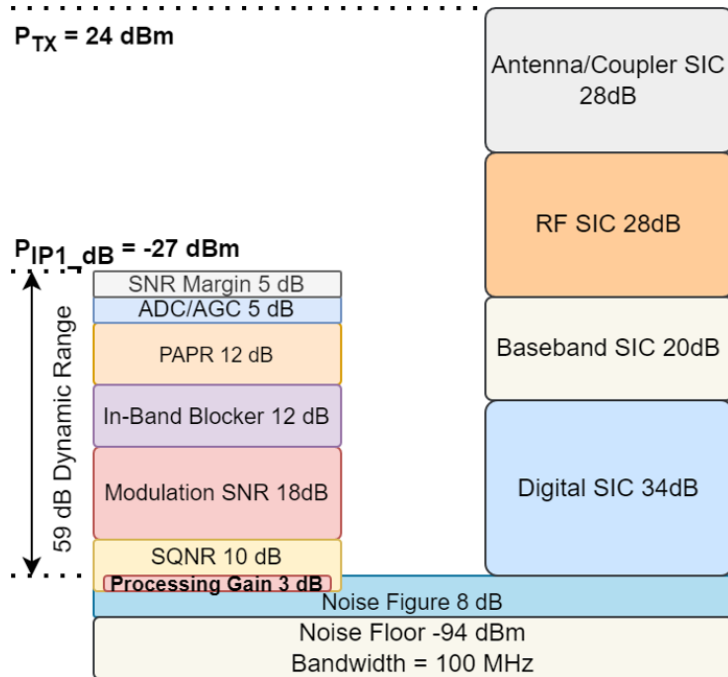 P_TX = 24 dBm
Antenna/Coupler SIC
28dB
RF SIC 28dB
P_IP1_dB = -27 dBm
SNR Margin 5 dB
ADC/AGC 5 dB
PAPR 12 dB
In-Band Blocker 12 dB
Modulation SNR 18dB
SQNR 10 dB
Processing Gain 3 dB
59 dB Dynamic Range
Baseband SIC 20dB
Digital SIC 34dB
Noise Figure 8 dB
Noise Floor -94 dBm
Bandwidth = 100 MHz